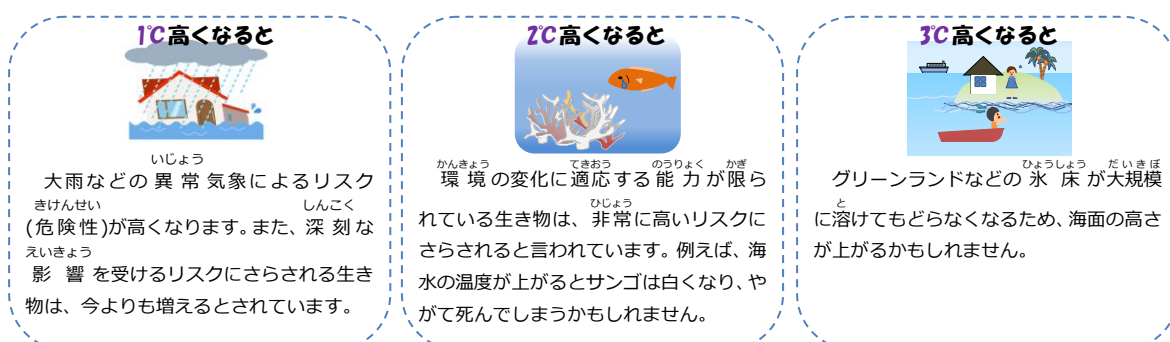 1℃高くなると
いじょう
大雨などの異常気象によるリスク
きけんせい しんこく
(危険性)が高くなります。また、深刻な
えいきょう
影響を受けるリスクにさらされる生き
物は、今よりも増えるとされています。
2℃高くなると
かんきょう てきおう のうりょく かぎ
環境の変化に適応する能力が限ら
ひじょう
れている生き物は、非常に高いリスクに
さらされると言われています。例えば、海
水の温度が上がるとサンゴは白くなり、や
がて死んでしまうかもしれません。
3℃高くなると
ひょうしょう だいきぼ
グリーンランドなどの氷床が大規模
と
に溶けてもどらなくなるため、海面の高さ
が上がるかもしれません。